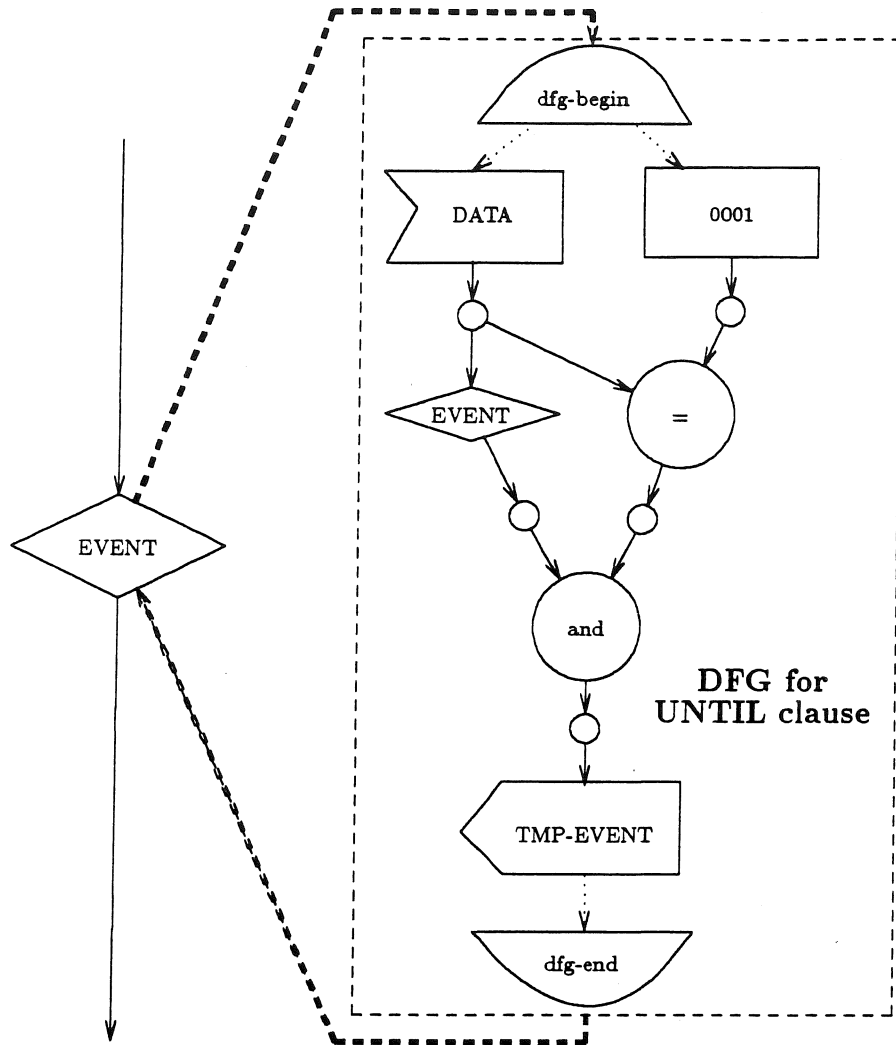 dfg-begin
DATA
0001
EVENT
=
EVENT
and
DFG for
UNTIL clause
TMP-EVENT
dfg-end